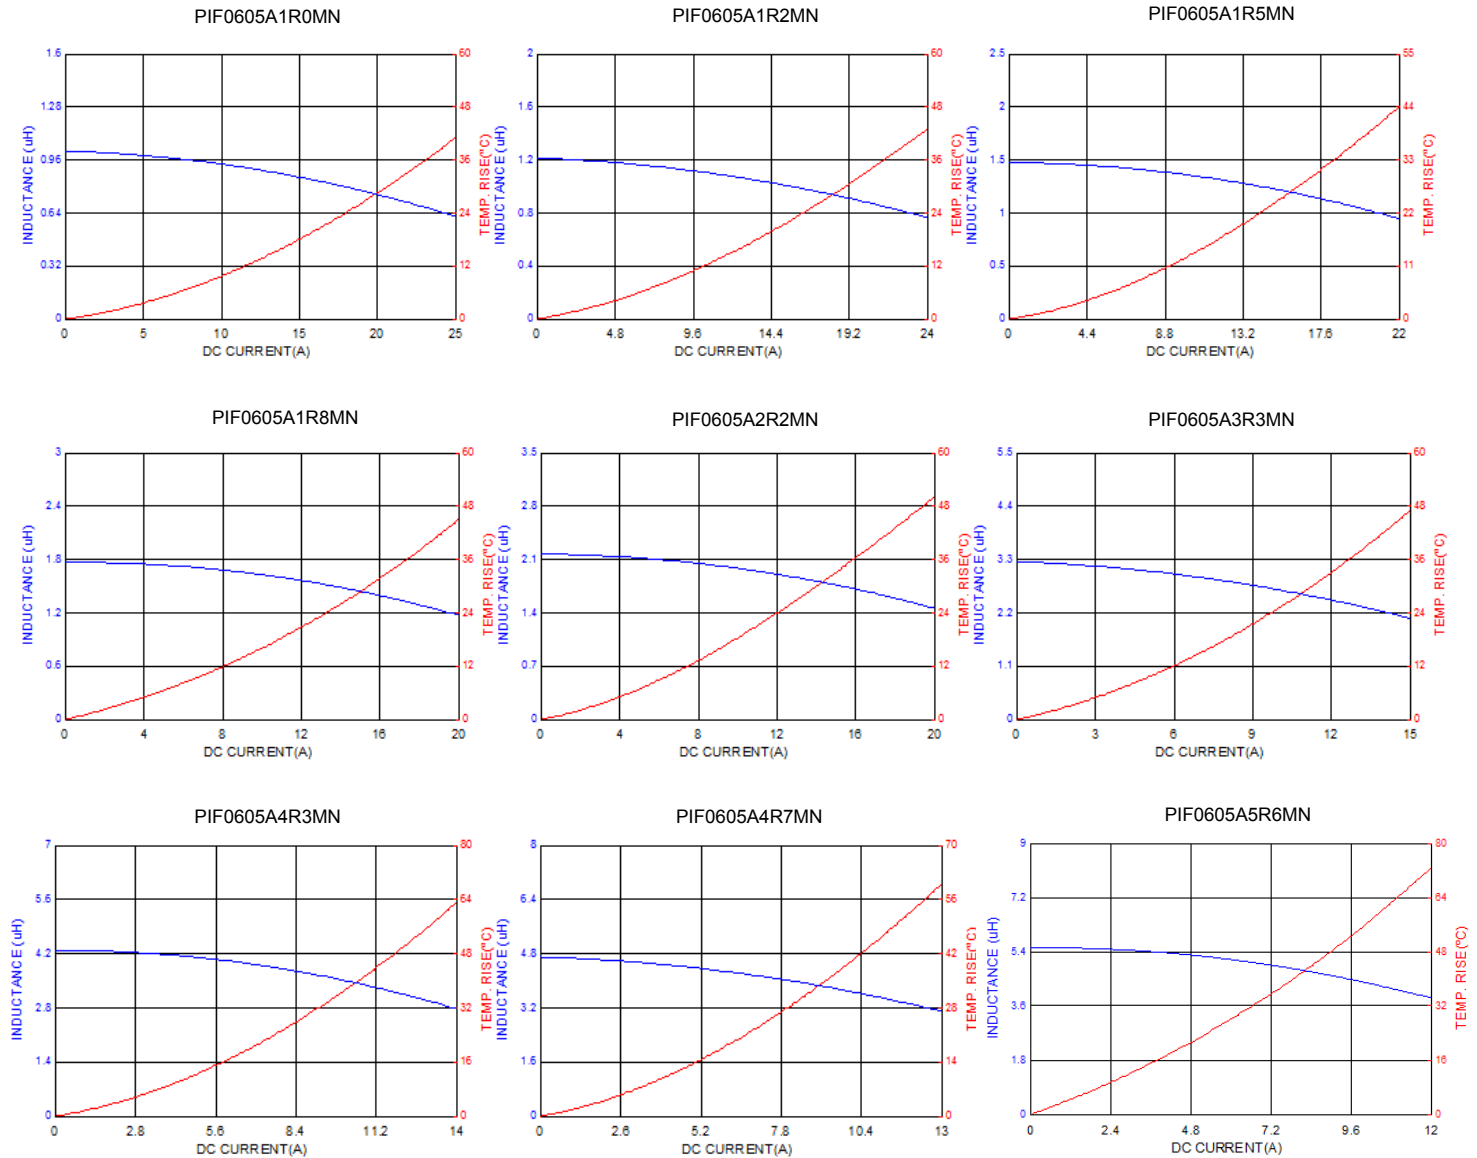 PIF0605A1R0MN PIF0605A1R2MN PIF0605A1R5MN
1.6 60 2 60 2.5 55
1.28 48 1.6 48 2 44
0.96 36 1.2 36 1.5 33
0.64 24 0.8 24 1 22
0.32 12 0.4 12 0.5 11
0 0 0 0 0 0
INDUCTANCE (uH) TEMP. RISE(°C) INDUCTANCE (uH) TEMP. RISE(°C) INDUCTANCE (uH) TEMP. RISE(°C)
0 5 10 15 20 25 0 4.8 9.6 14.4 19.2 24 0 4.4 8.8 13.2 17.6 22
DC CURRENT(A) DC CURRENT(A) DC CURRENT(A)
PIF0605A1R8MN PIF0605A2R2MN PIF0605A3R3MN
3 60 3.5 60 5.5 60
2.4 48 2.8 48 4.4 48
1.8 36 2.1 36 3.3 36
1.2 24 1.4 24 2.2 24
0.6 12 0.7 12 1.1 12
0 0 0 0 0 0
INDUCTANCE (uH) TEMP. RISE(°C) INDUCTANCE (uH) TEMP. RISE(°C) INDUCTANCE (uH) TEMP. RISE(°C)
0 4 8 12 16 20 0 4 8 12 16 20 0 3 6 9 12 15
DC CURRENT(A) DC CURRENT(A) DC CURRENT(A)
PIF0605A4R3MN PIF0605A4R7MN PIF0605A5R6MN
7 80 8 70 9 80
5.6 64 6.4 56 7.2 64
4.2 48 4.8 42 5.4 48
2.8 32 3.2 28 3.6 32
1.4 16 1.6 14 1.8 16
0 0 0 0 0 0
INDUCTANCE (uH) TEMP. RISE(°C) INDUCTANCE (uH) TEMP. RISE(°C) INDUCTANCE (uH) TEMP. RISE(°C)
0 2.8 5.6 8.4 11.2 14 0 2.6 5.2 7.8 10.4 13 0 2.4 4.8 7.2 9.6 12
DC CURRENT(A) DC CURRENT(A) DC CURRENT(A)